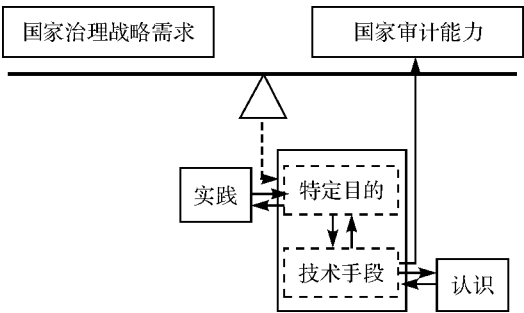 国家治理战略需求
国家审计能力
实践
特定目的
技术手段
认识